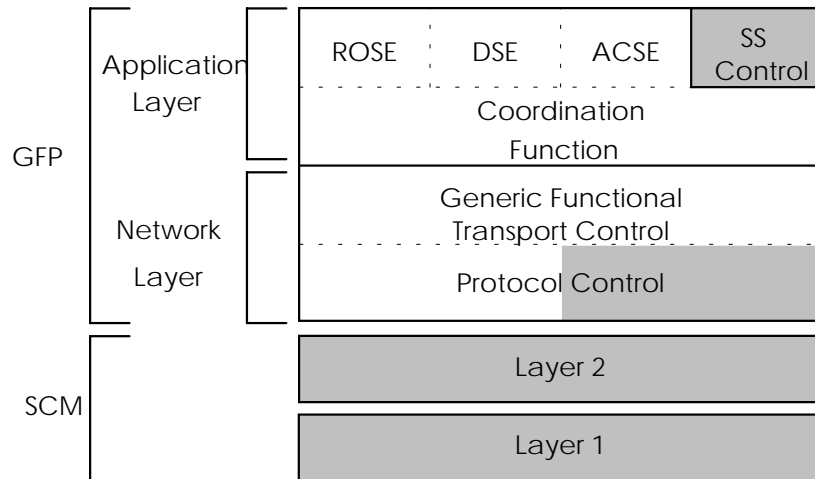 ROSE
DSE
ACSE
SS
Control
Application
Layer
Coordination
Function
GFP
Generic Functional
Transport Control
Network
Layer
Protocol Control
Layer 2
SCM
Layer 1